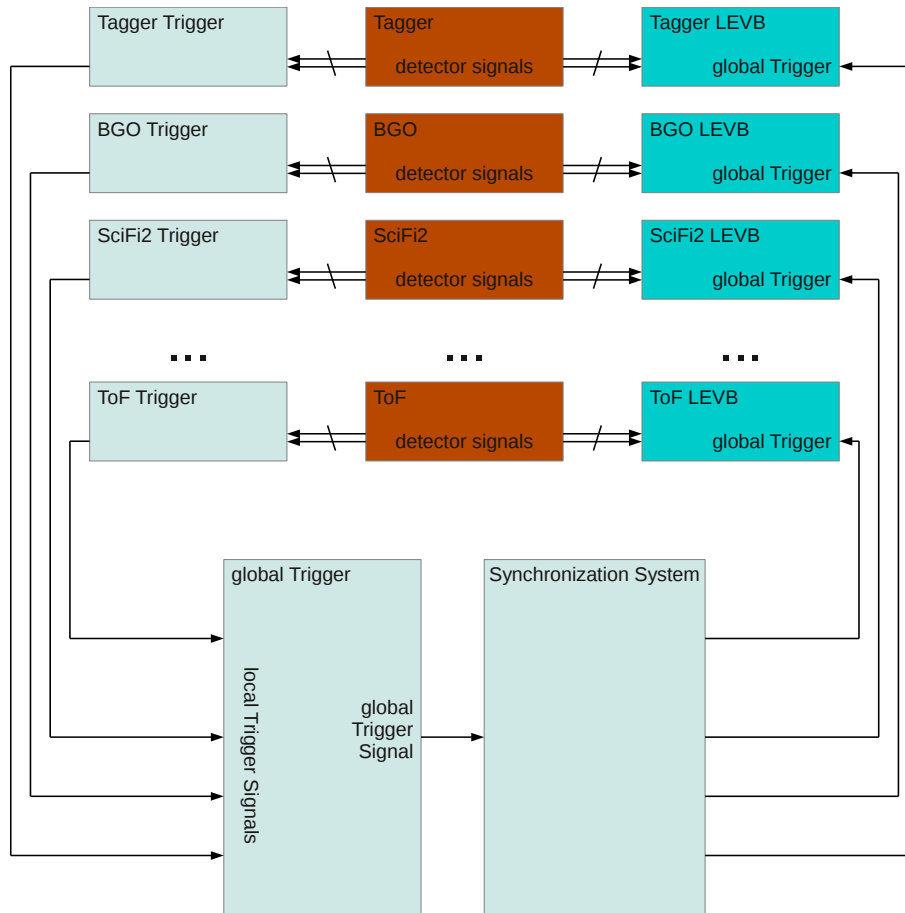 Tagger Trigger
Tagger
detector signals
Tagger LEVB
global Trigger
BGO Trigger
BGO
detector signals
BGO LEVB
global Trigger
SciFi2 Trigger
SciFi2
detector signals
SciFi2 LEVB
global Trigger
... ... ...
ToF Trigger
ToF
detector signals
ToF LEVB
global Trigger
global Trigger
local Trigger Signals
global
Trigger
Signal
Synchronization System